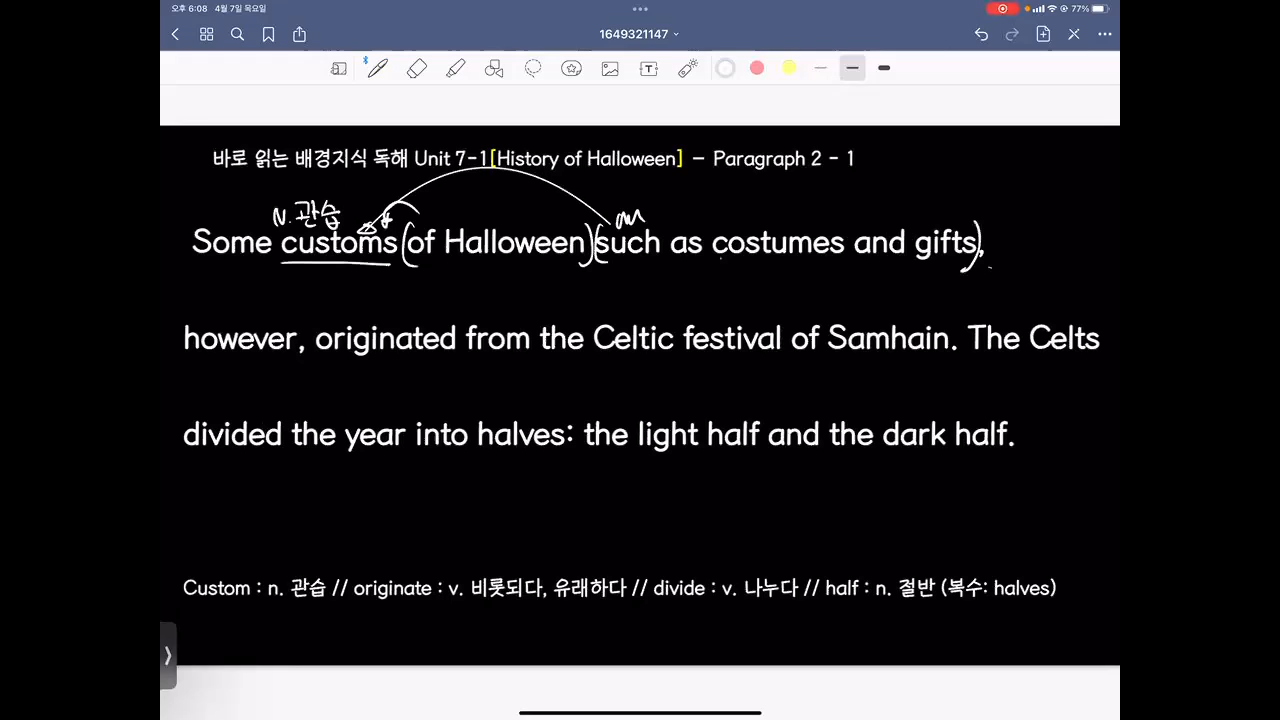 오후 6:08 4월 7일 목요일
77%
1649321147
바로 읽는 배경지식 독해 Unit 7-1[History of Halloween] – Paragraph 2 - 1
N. 관습
Some customs (of Halloween)(such as costumes and gifts),
however, originated from the Celtic festival of Samhain. The Celts
divided the year into halves: the light half and the dark half.
Custom : n. 관습 // originate : v. 비롯되다, 유래하다 // divide : v. 나누다 // half : n. 절반 (복수: halves)